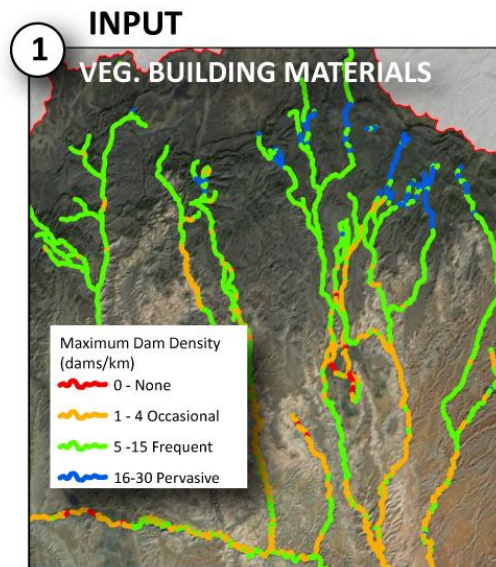 INPUT
1
VEG. BUILDING MATERIALS
Maximum Dam Density
(dams/km)
0 - None
1 - 4 Occasional
5 -15 Frequent
16-30 Pervasive